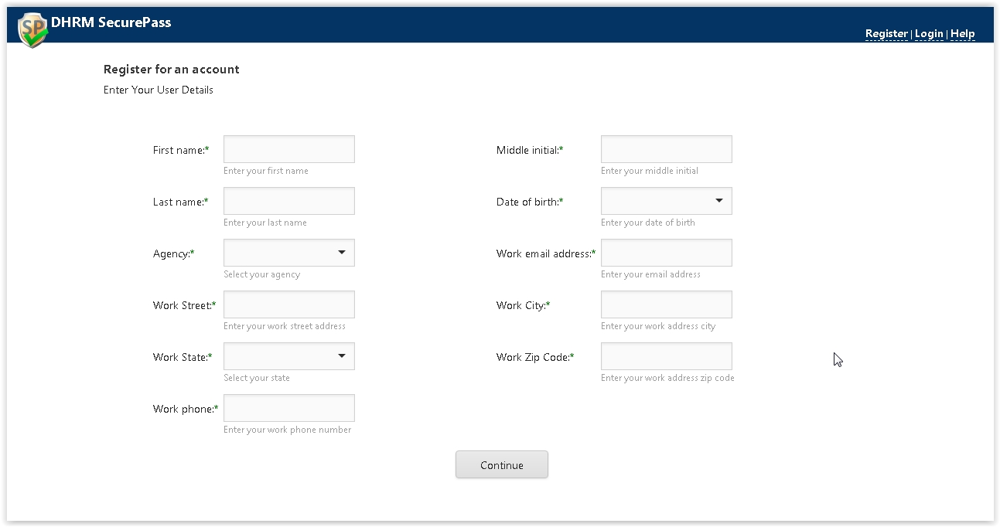 SP DHRM SecurePass
Register | Login | Help
Register for an account
Enter Your User Details
First name:* Middle initial:*
Enter your first name Enter your middle initial
Last name:* Date of birth:*
Enter your last name Enter your date of birth
Agency:* Work email address:*
Select your agency Enter your email address
Work Street:* Work City:*
Enter your work street address Enter your work address city
Work State:* Work Zip Code:*
Select your state Enter your work address zip code
Work phone:*
Enter your work phone number
Continue